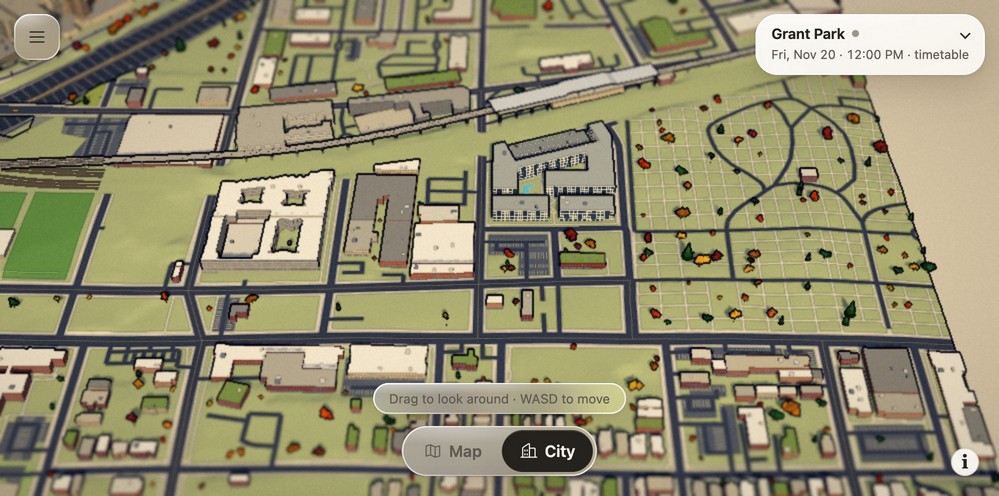 Grant Park
Fri, Nov 20 · 12:00 PM · timetable
Drag to look around · WASD to move
Map
City
i